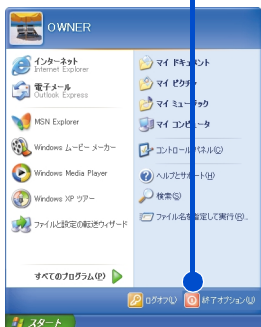 OWNER
インターネット
Internet Explorer
電子メール
Outlook Express
MSN Explorer
Windows ムービー メーカー
Windows Media Player
Windows XP ツアー
ファイルと設定の転送ウィザード
すべてのプログラム(P)
マイ ドキュメント
マイ ピクチャ
マイ ミュージック
マイ コンピュータ
コントロール パネル(C)
ヘルプとサポート(H)
検索(S)
ファイル名を指定して実行(R)...
ログオフ(L)
終了オプション(U)
スタート